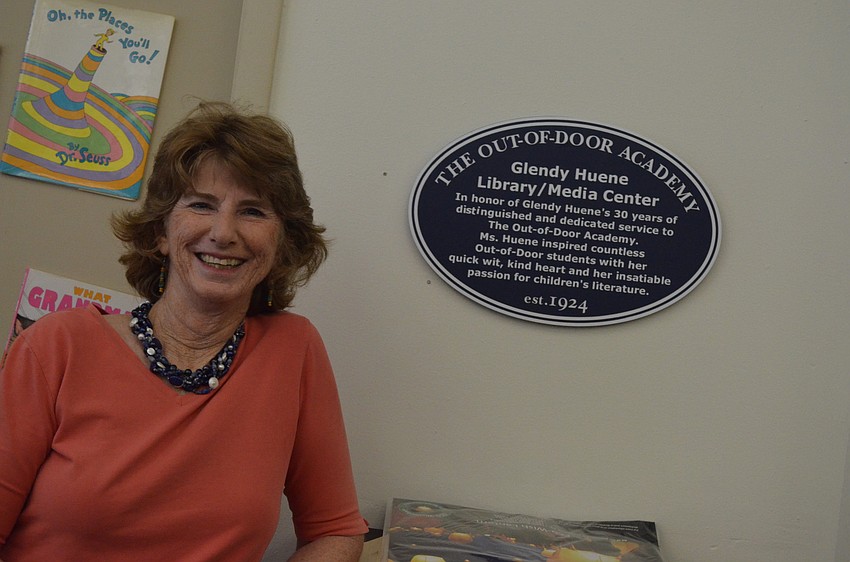 Oh, the Places
You'll
Go!
By
Dr. Seuss
WHAT
THE OUT-OF-DOOR ACADEMY
Glendy Huene
Library/Media Center
In honor of Glendy Huene's 30 years of
distinguished and dedicated service to
The Out-of-Door Academy.
Ms. Huene inspired countless
Out-of-Door students with her
quick wit, kind heart and her insatiable
passion for children's literature.
est.1924